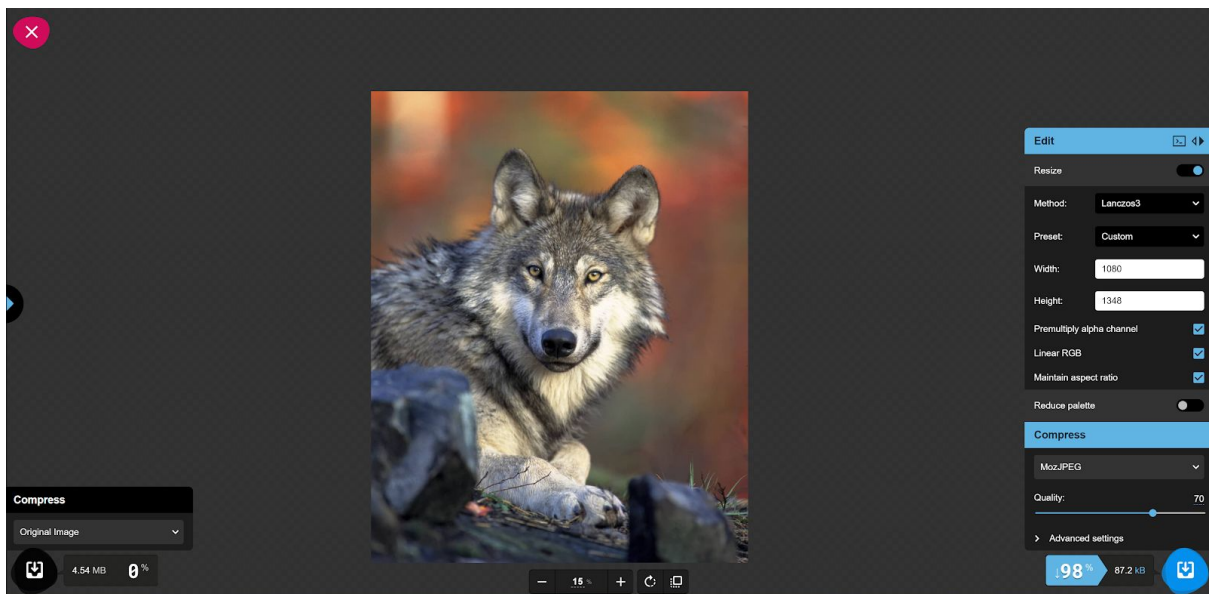 Edit
Resize
Method: Lanczos3
Preset: Custom
Width: 1080
Height: 1348
Premultiply alpha channel
Linear RGB
Maintain aspect ratio
Reduce palette
Compress
MozJPEG
Quality: 70
Advanced settings
↓98 % 87.2 kB
Compress
Original Image
4.54 MB 0 %
− 15 % +